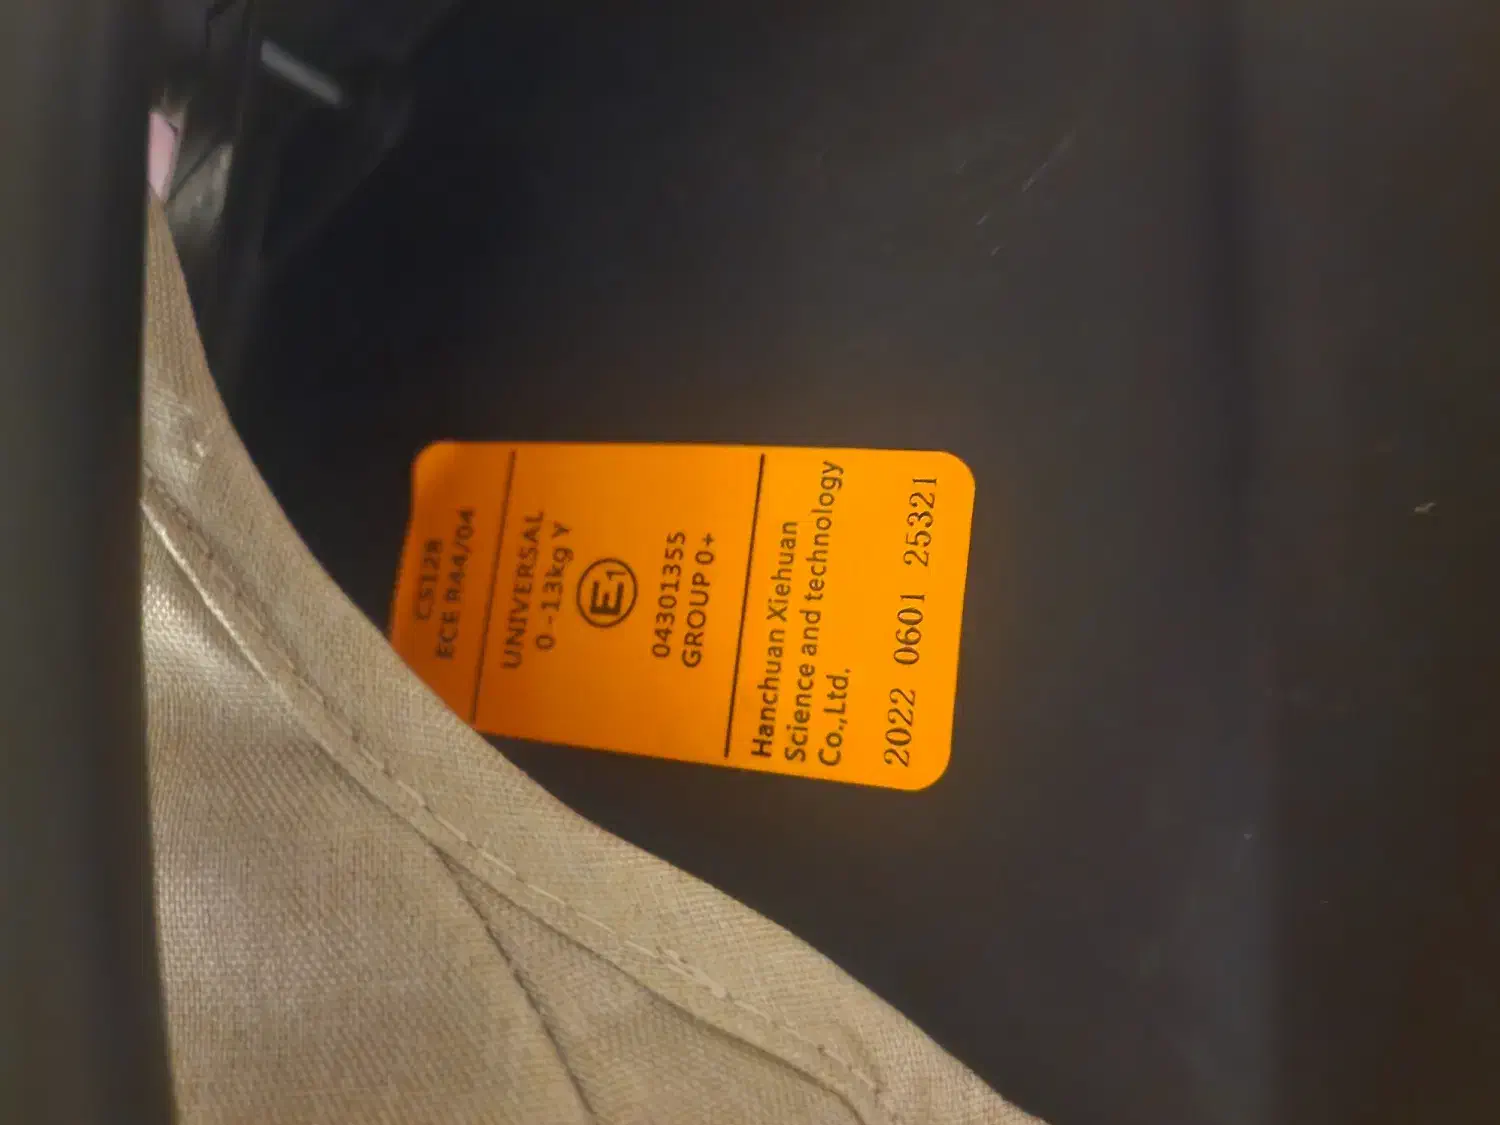 CS128
ECE R44/04
UNIVERSAL
0 -13kg Y
E1
04301355
GROUP 0+
Hanchuan Xiehuan
Science and technology
Co.,Ltd.
2022 0601 25321